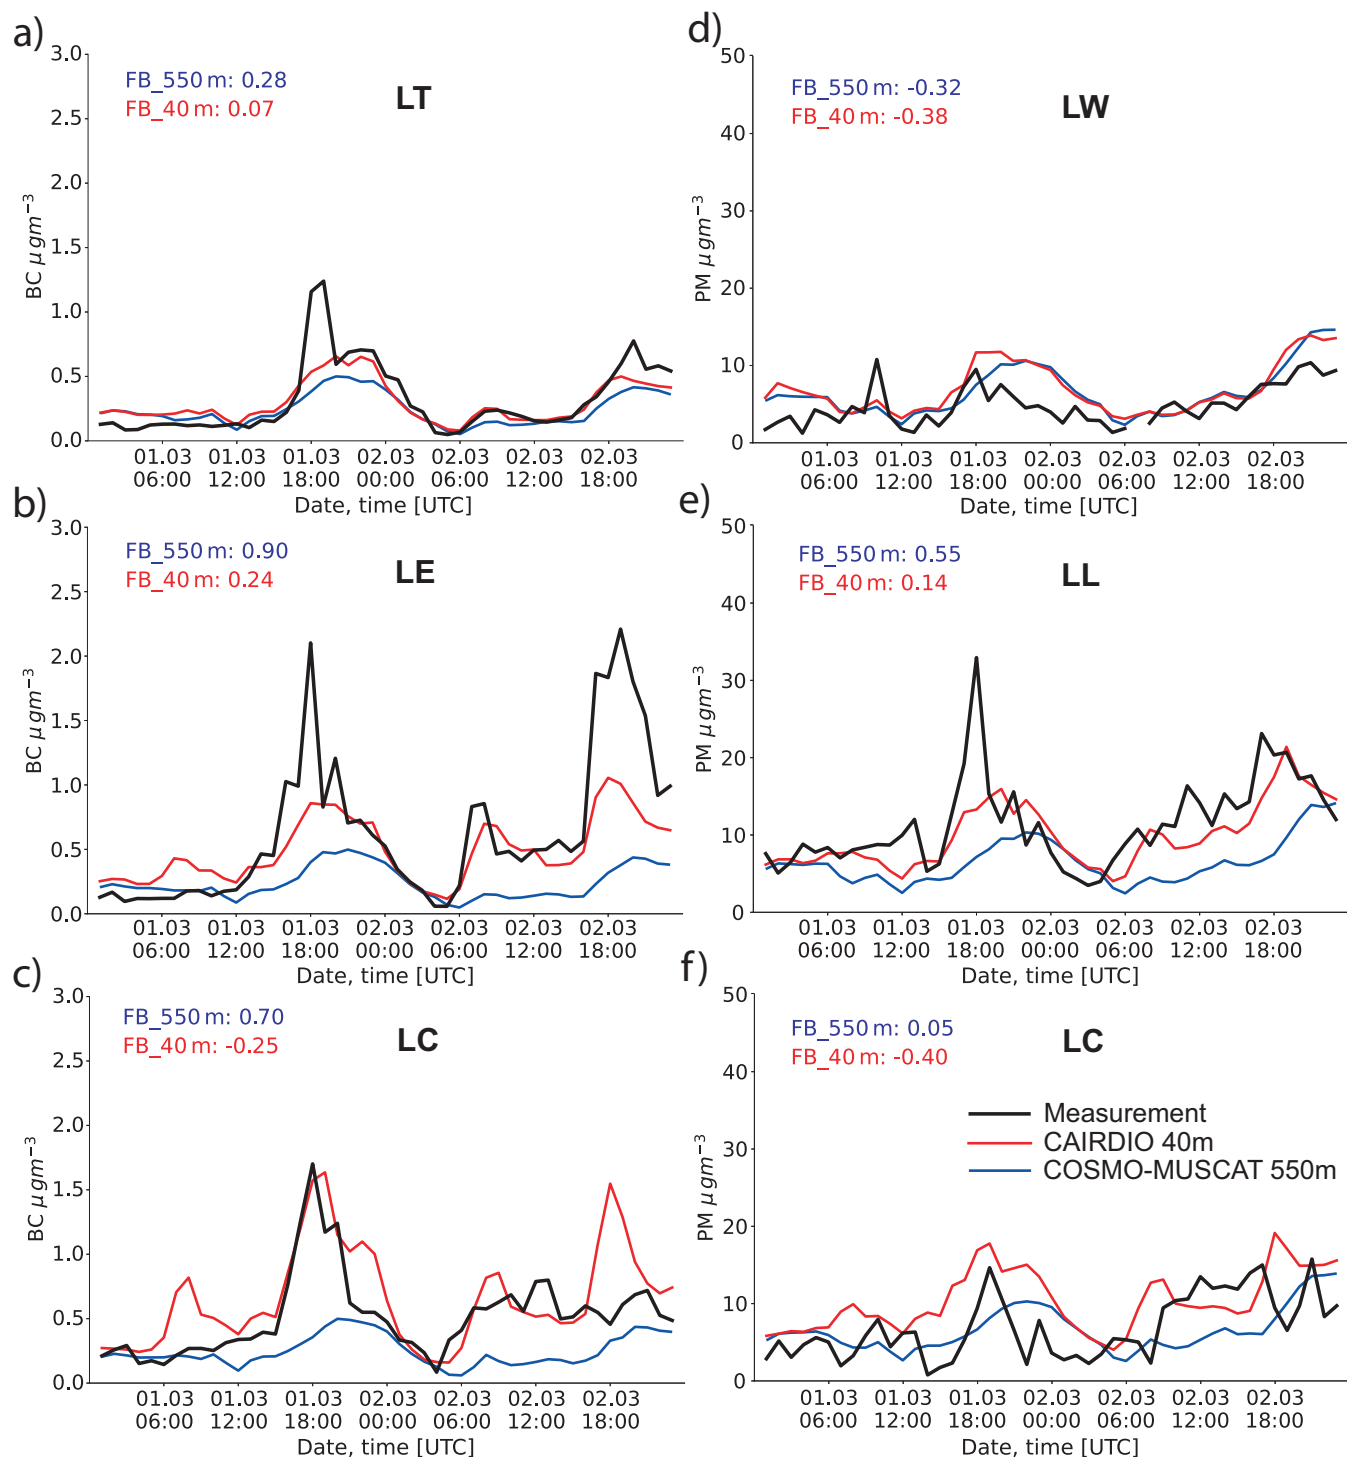 a)
3.0
2.5
2.0
1.5
1.0
0.5
0.0
BC μgm⁻³
FB_550 m: 0.28
FB_40 m: 0.07
LT
01.03 01.03 01.03 02.03 02.03 02.03 02.03
06:00 12:00 18:00 00:00 06:00 12:00 18:00
Date, time [UTC]
b)
3.0
2.5
2.0
1.5
1.0
0.5
0.0
BC μgm⁻³
FB_550 m: 0.90
FB_40 m: 0.24
LE
01.03 01.03 01.03 02.03 02.03 02.03 02.03
06:00 12:00 18:00 00:00 06:00 12:00 18:00
Date, time [UTC]
c)
3.0
2.5
2.0
1.5
1.0
0.5
0.0
BC μgm⁻³
FB_550 m: 0.70
FB_40 m: -0.25
LC
01.03 01.03 01.03 02.03 02.03 02.03 02.03
06:00 12:00 18:00 00:00 06:00 12:00 18:00
Date, time [UTC]
d)
50
40
30
20
10
0
PM μgm⁻³
FB_550 m: -0.32
FB_40 m: -0.38
LW
01.03 01.03 01.03 02.03 02.03 02.03 02.03
06:00 12:00 18:00 00:00 06:00 12:00 18:00
Date, time [UTC]
e)
50
40
30
20
10
0
PM μgm⁻³
FB_550 m: 0.55
FB_40 m: 0.14
LL
01.03 01.03 01.03 02.03 02.03 02.03 02.03
06:00 12:00 18:00 00:00 06:00 12:00 18:00
Date, time [UTC]
f)
50
40
30
20
10
0
PM μgm⁻³
FB_550 m: 0.05
FB_40 m: -0.40
LC
Measurement
CAIRDIO 40m
COSMO-MUSCAT 550m
01.03 01.03 01.03 02.03 02.03 02.03 02.03
06:00 12:00 18:00 00:00 06:00 12:00 18:00
Date, time [UTC]